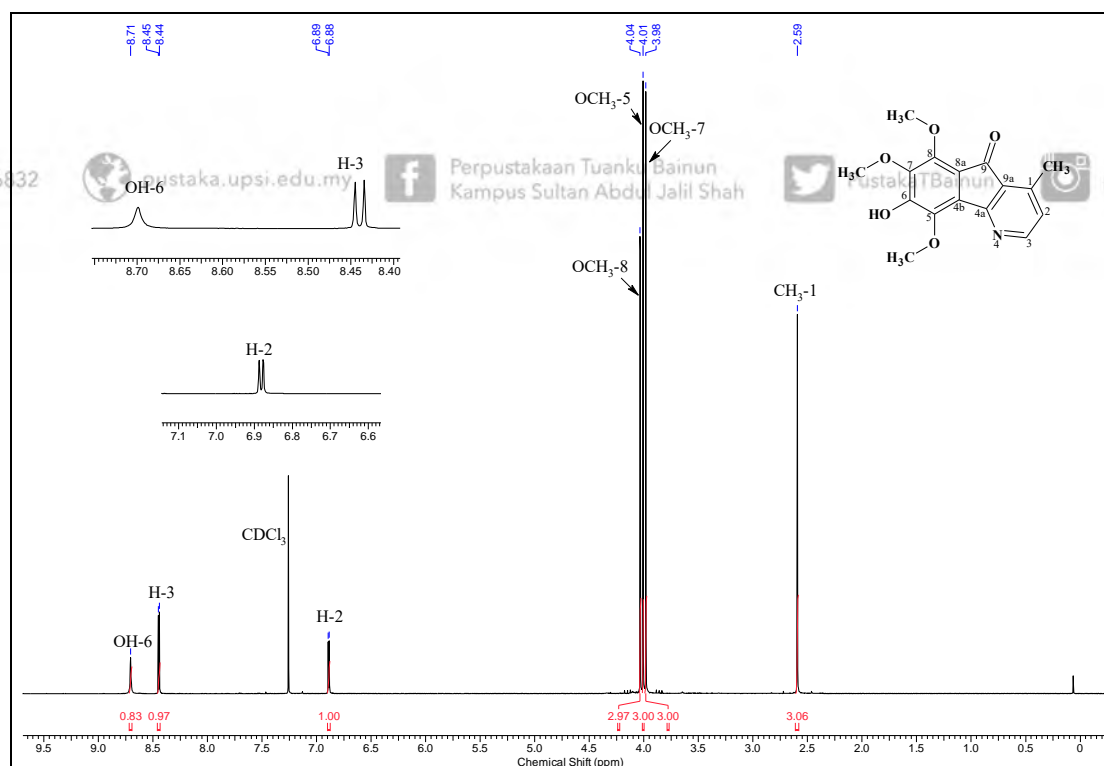 8.71
8.45
8.44
6.89
6.88
4.04
4.01
3.98
2.59
OCH3-5
OCH3-7
OCH3-8
CH3-1
H3C
O
O
CH3
H3C
O
8
8a
9
7
9a
1
6
HO
4b
4a
2
5
O
N
4
3
H3C
5832
pustaka.upsi.edu.my
f
Perpustakaan Tuanku Bainun
Kampus Sultan Abdul Jalil Shah
PustakaTBainun
OH-6
H-3
8.70 8.65 8.60 8.55 8.50 8.45 8.40
H-2
7.1 7.0 6.9 6.8 6.7 6.6
CDCl3
OH-6
H-3
H-2
0.83 0.97 1.00 2.97 3.00 3.00 3.06
9.5 9.0 8.5 8.0 7.5 7.0 6.5 6.0 5.5 5.0 4.5 4.0 3.5 3.0 2.5 2.0 1.5 1.0 0.5 0
Chemical Shift (ppm)